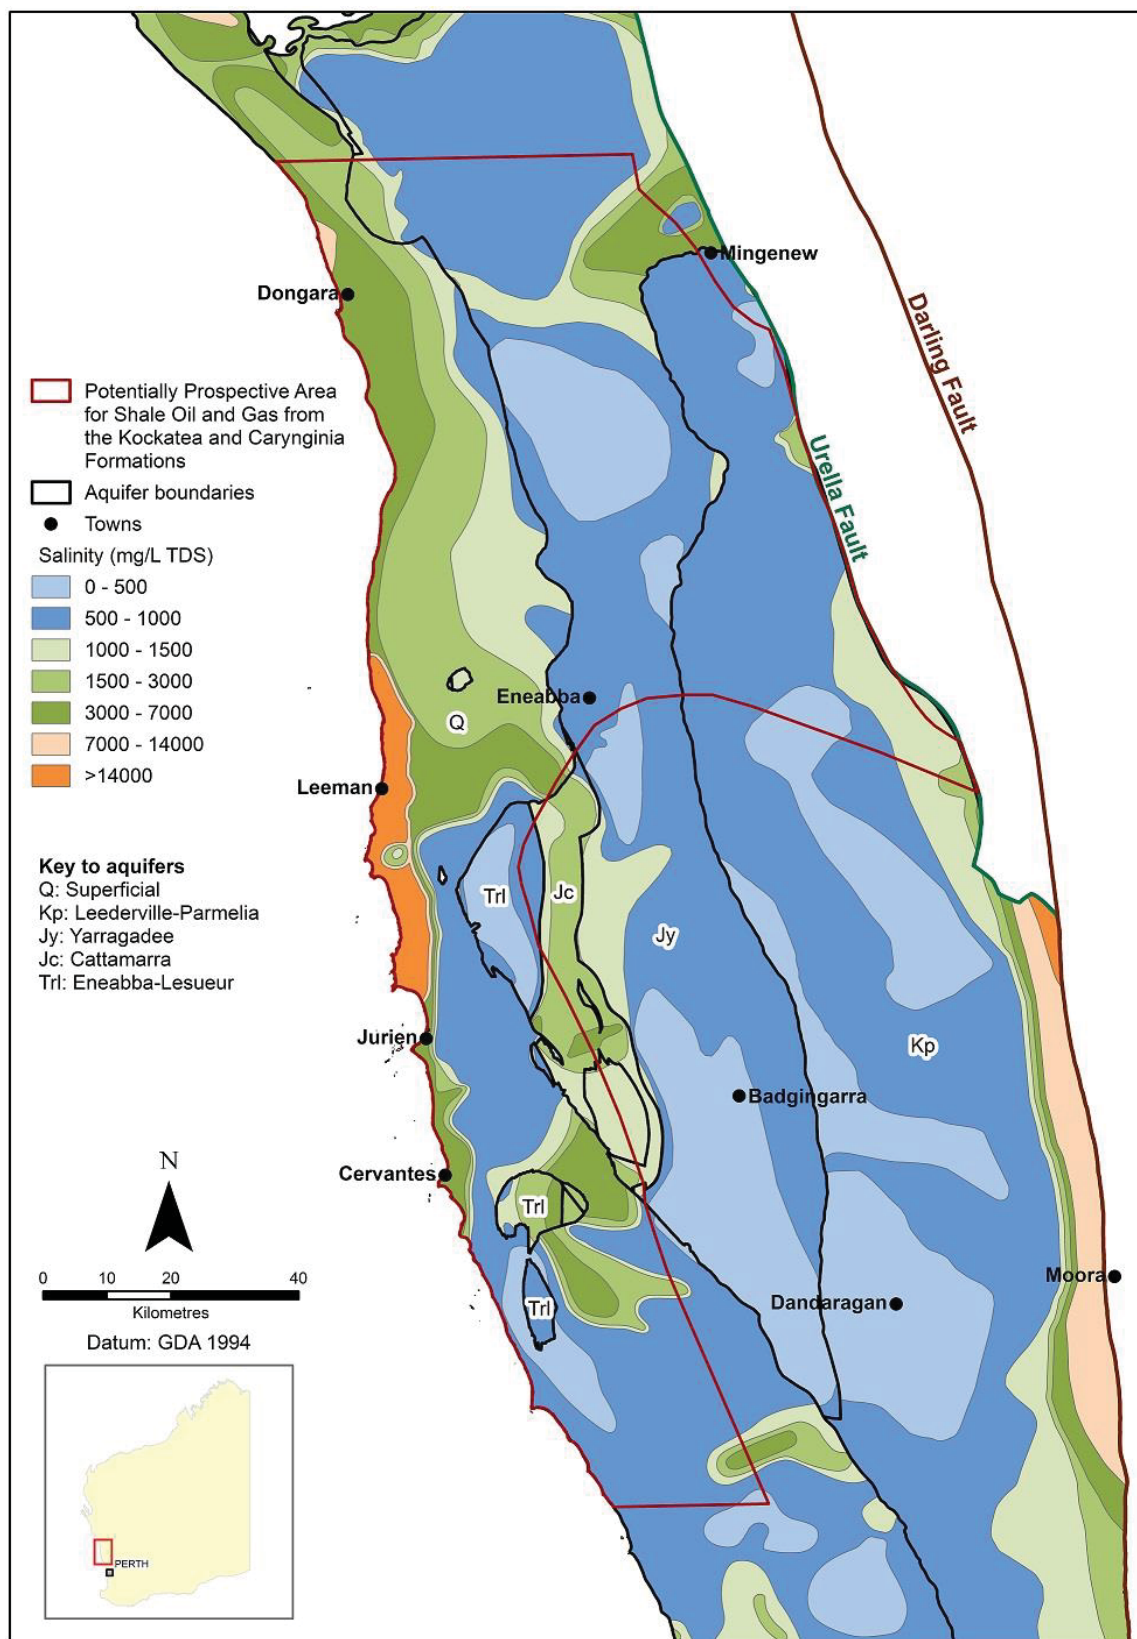 Mingenew
Dongara
Darling Fault
Potentially Prospective Area
for Shale Oil and Gas from
the Kockatea and Carynginia
Formations
Aquifer boundaries
Towns
Urella Fault
Salinity (mg/L TDS)
0 - 500
500 - 1000
1000 - 1500
1500 - 3000
3000 - 7000
7000 - 14000
>14000
Eneabba
Q
Leeman
Key to aquifers
Q: Superficial
Kp: Leederville-Parmelia
Jy: Yarragadee
Jc: Cattamarra
Trl: Eneabba-Lesueur
Trl
Jc
Jy
Jurien
Kp
Badgingarra
N
Cervantes
Trl
Moora
0 10 20 40
Kilometres
Trl
Dandaragan
Datum: GDA 1994
PERTH